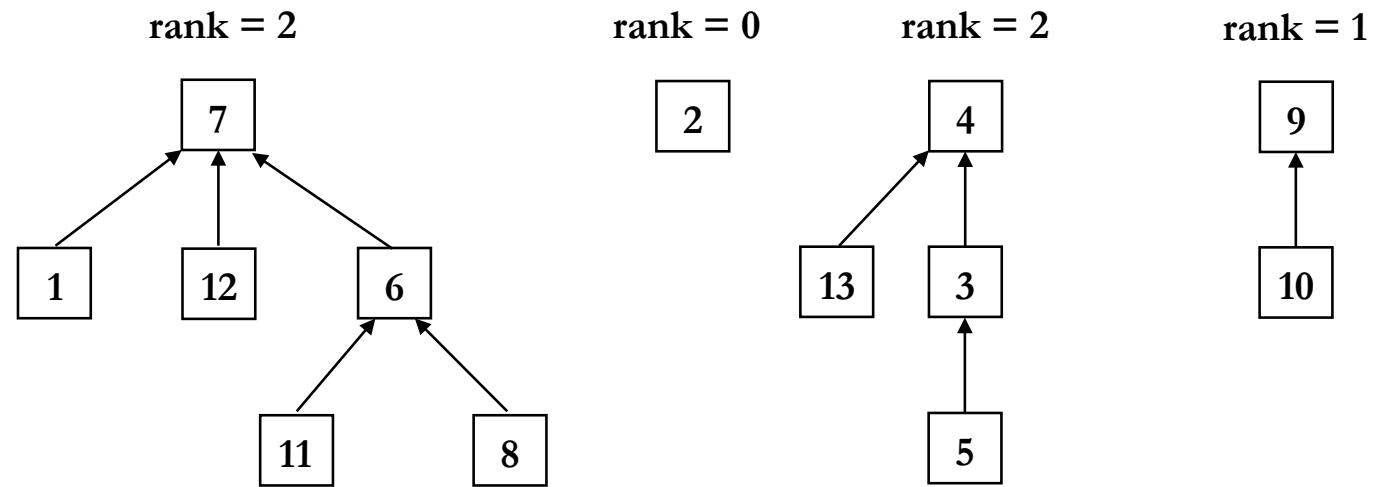 rank = 2 rank = 0 rank = 2 rank = 1
7 2 4 9
1 12 6 13 3 10
11 8 5